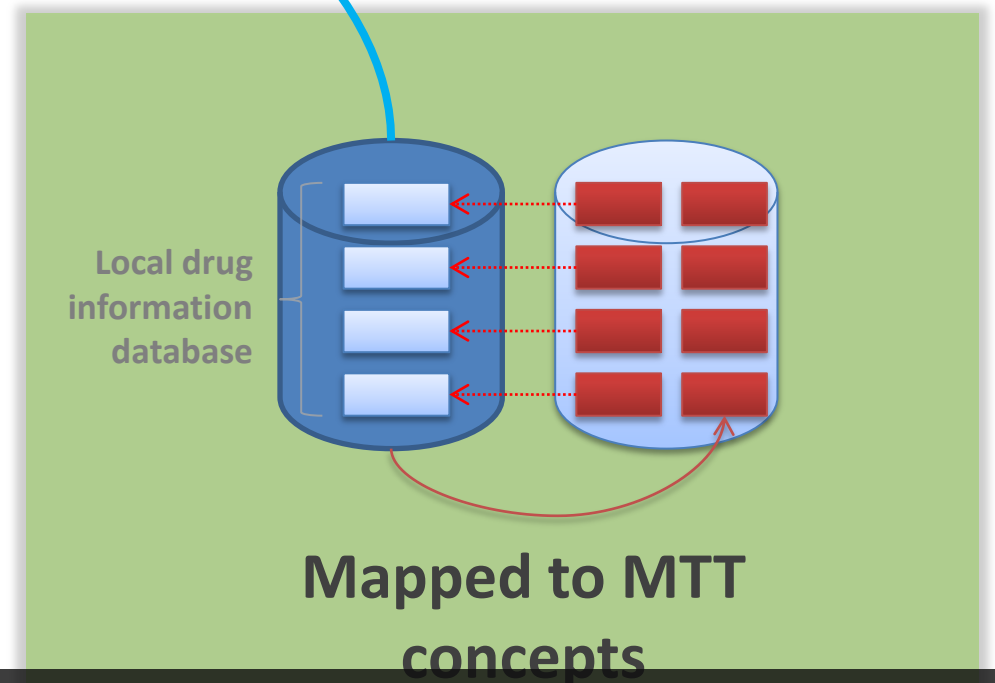 Local drug
information
database
Mapped to MTT
concepts